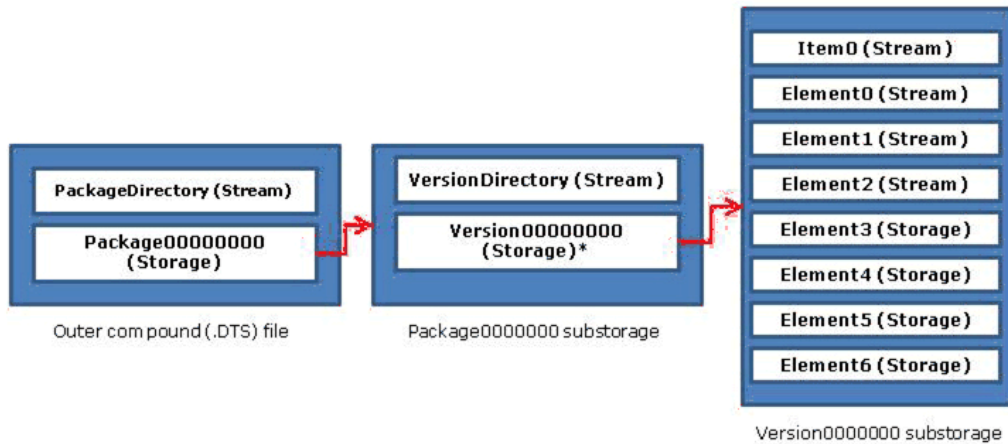 PackageDirectory (Stream)
Package00000000
(Storage)
Outer compound (.DTS) file
VersionDirectory (Stream)
Version00000000
(Storage)*
Package0000000 substorage
Item0 (Stream)
Element0 (Stream)
Element1 (Stream)
Element2 (Stream)
Element3 (Storage)
Element4 (Storage)
Element5 (Storage)
Element6 (Storage)
Version0000000 substorage